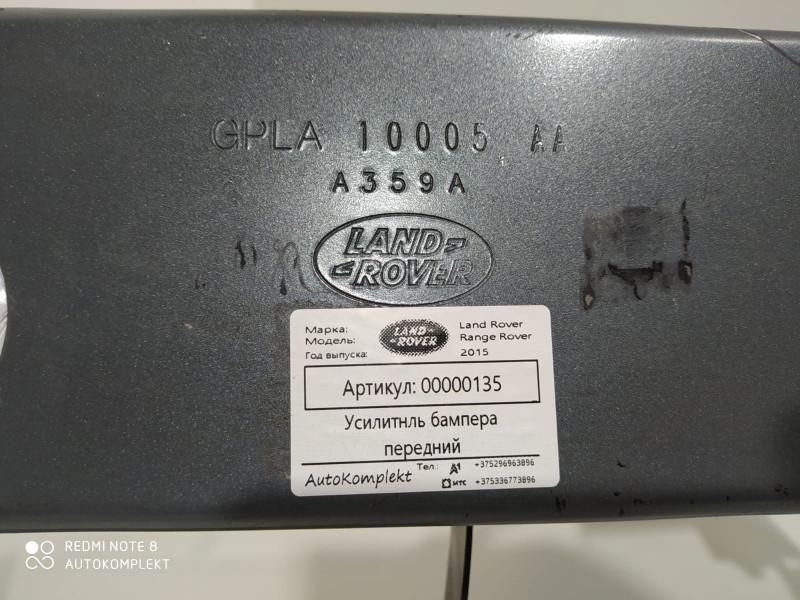 GPLA 10005 AA
A359A
LAND-
-ROVER
Марка: LAND- Land Rover
Модель: -ROVER Range Rover
Год выпуска: 2015
Артикул: 00000135
Усилитнль бампера
передний
AutoKomplekt Тел.: A1 +375296963896
мтс +375336773896
REDMI NOTE 8
AUTOKOMPLEKT